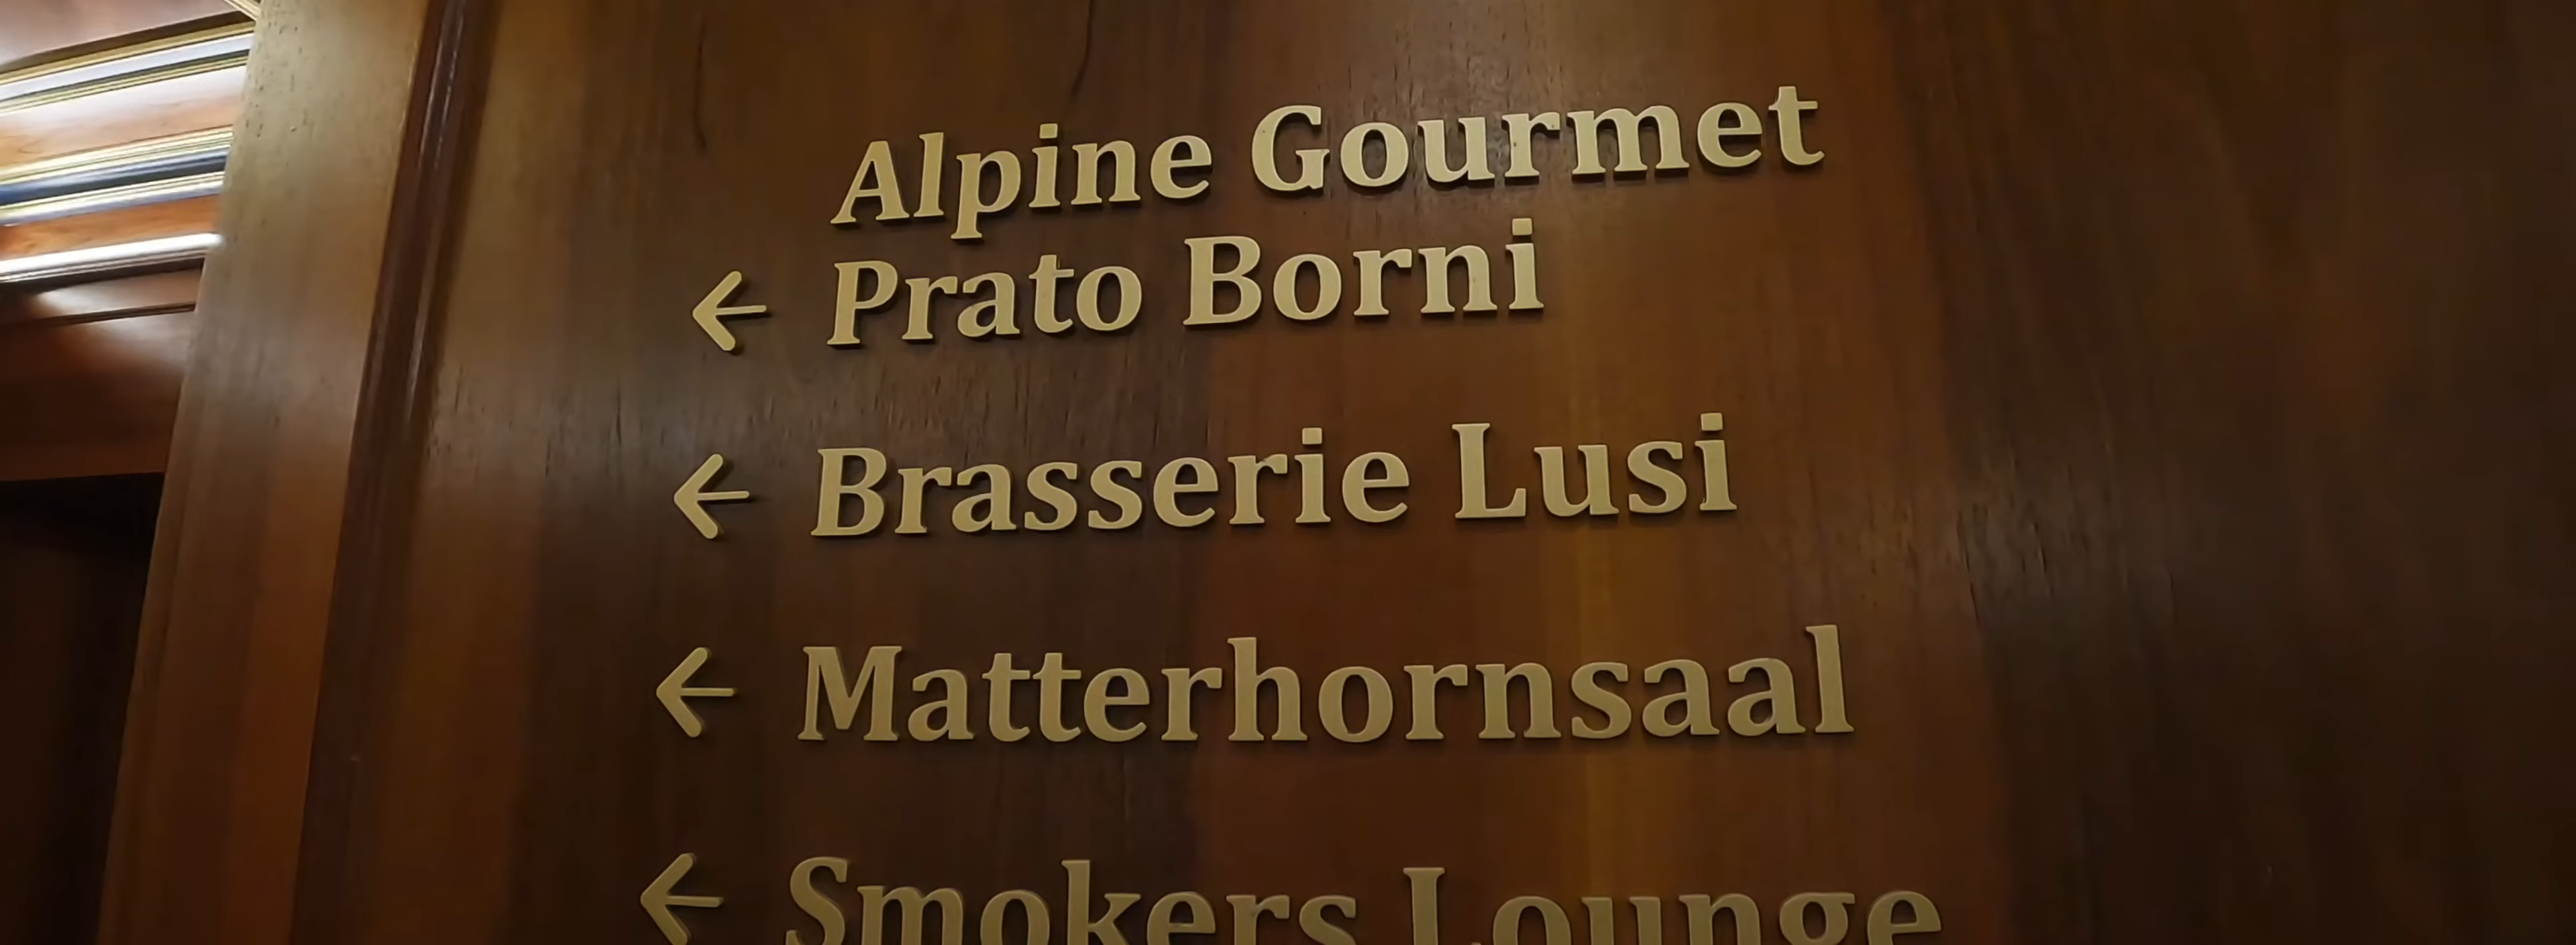 Alpine Gourmet
← Prato Borni
← Brasserie Lusi
← Matterhornsaal
← Smokers Lounge